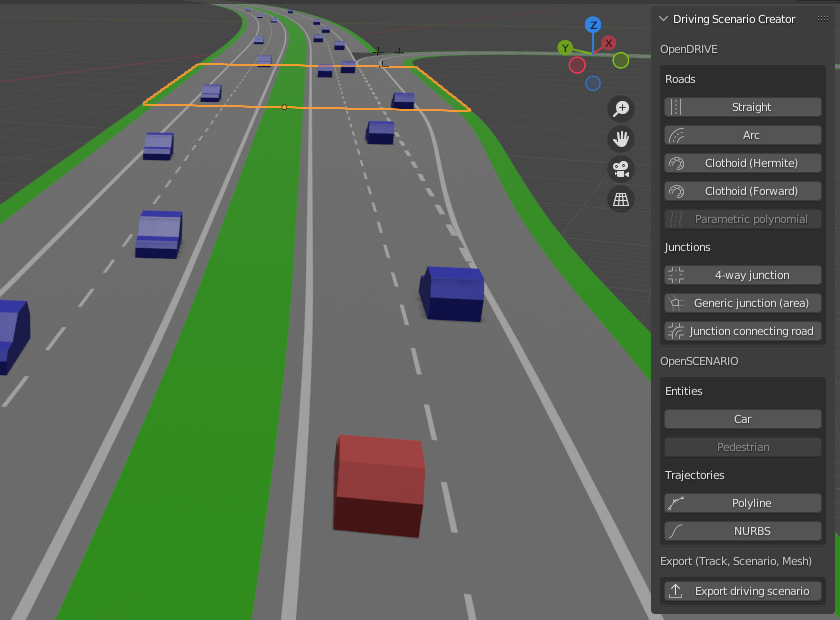 Driving Scenario Creator
OpenDRIVE
Roads
Straight
Arc
Clothoid (Hermite)
Clothoid (Forward)
Parametric polynomial
Junctions
4-way junction
Generic junction (area)
Junction connecting road
OpenSCENARIO
Entities
Car
Pedestrian
Trajectories
Polyline
NURBS
Export (Track, Scenario, Mesh)
Export driving scenario
Z
Y
X